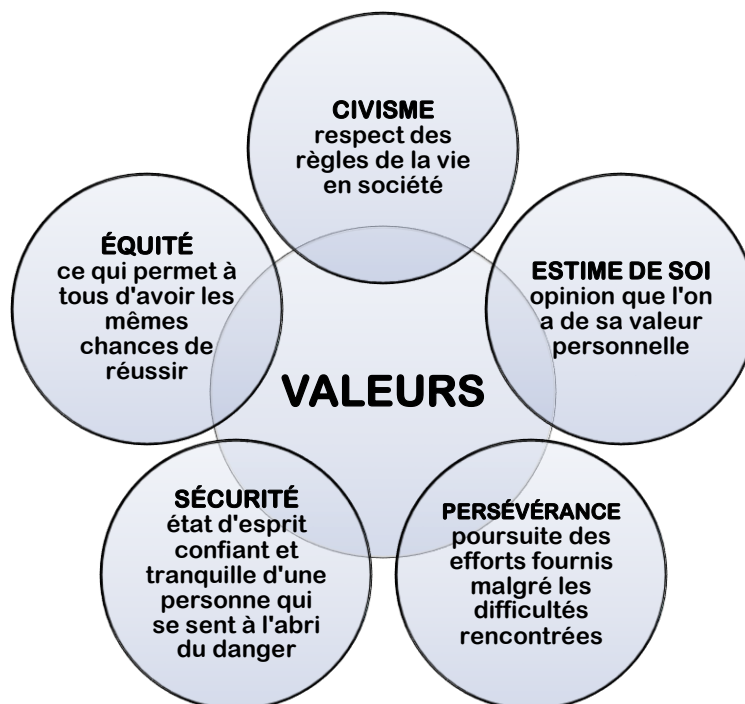 CIVISME
respect des
règles de la vie
en société
ÉQUITÉ
ce qui permet à
tous d'avoir les
mêmes
chances de
réussir
ESTIME DE SOI
opinion que l'on
a de sa valeur
personnelle
VALEURS
SÉCURITÉ
état d'esprit
confiant et
tranquille d'une
personne qui
se sent à l'abri
du danger
PERSÉVÉRANCE
poursuite des
efforts fournis
malgré les
difficultés
rencontrées